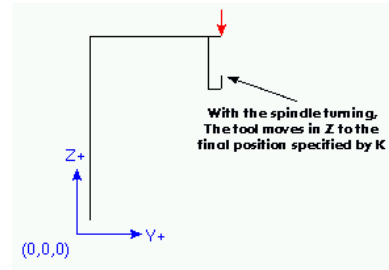 With the spindle turning,
The tool moves in Z to the
final position specified by K
Z+
Y+
(0,0,0)